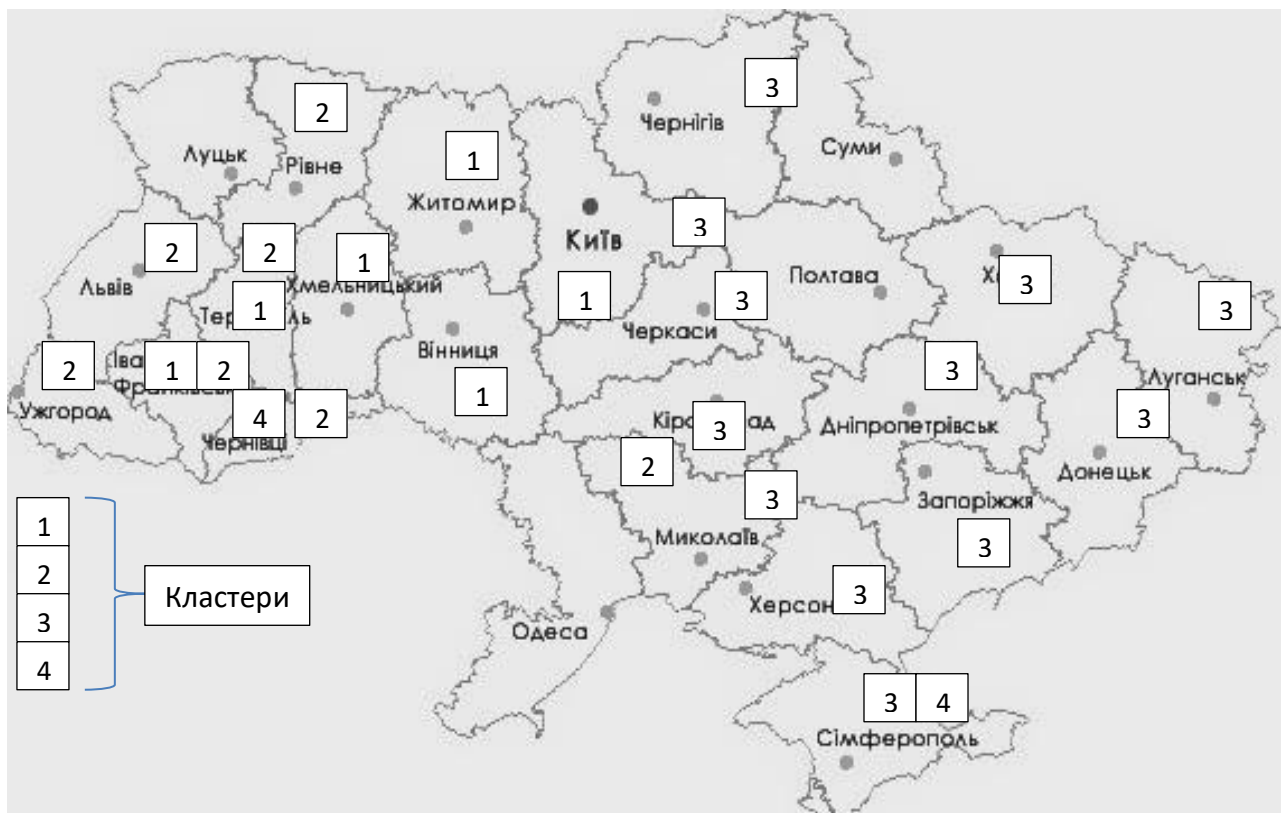 3
2
Чернігів
1
Суми
Луцьк
Рівне
Житомир
3
2
2
1
Київ
Львів
Хмельницький
1
1
3
Полтава
3
3
Черкаси
Вінниця
2
1
2
3
1
Луганськ
Ужгород
4
2
3
3
Дніпропетрівськ
Чернівці
2
Донецьк
3
Запоріжжя
3
Миколаїв
3
Херсон
Одеса
1
2
3
4
Кластери
3
4
Сімферополь